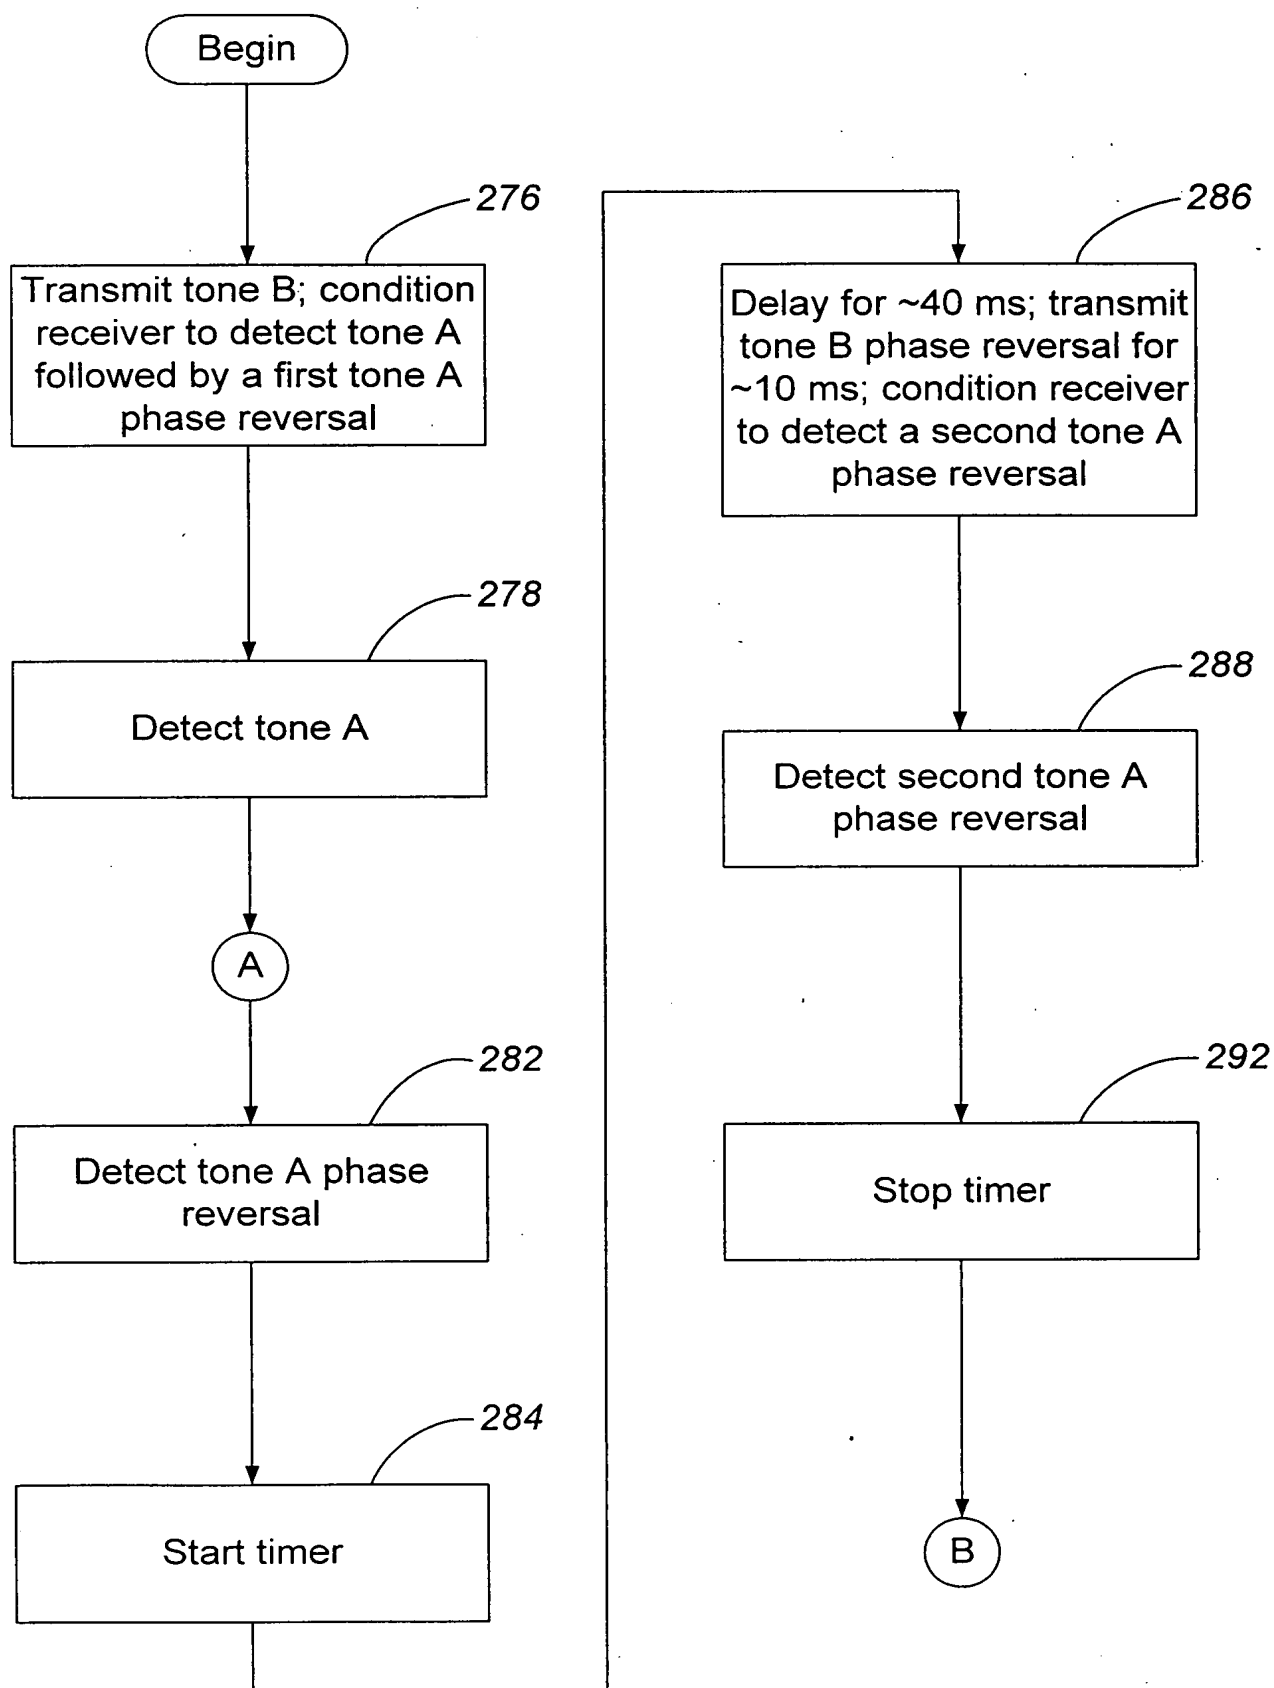 Begin
276
Transmit tone B; condition
receiver to detect tone A
followed by a first tone A
phase reversal
278
Detect tone A
A
282
Detect tone A phase
reversal
284
Start timer
286
Delay for ~40 ms; transmit
tone B phase reversal for
~10 ms; condition receiver
to detect a second tone A
phase reversal
288
Detect second tone A
phase reversal
292
Stop timer
B